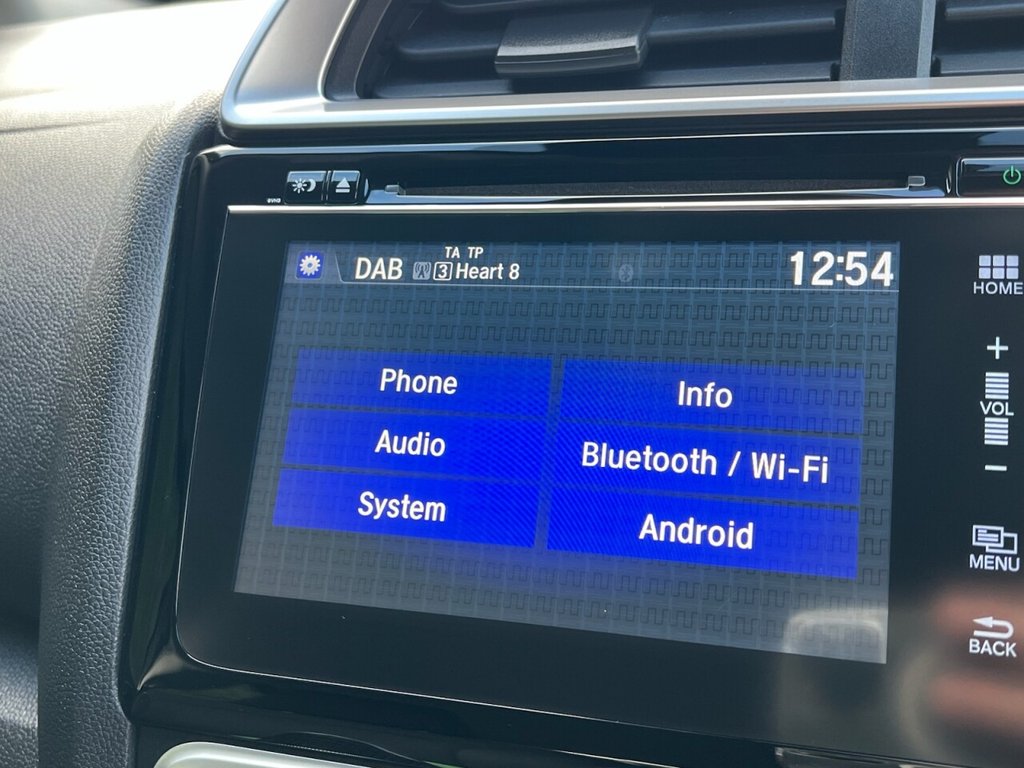 TA TP
DAB 3 Heart 8
12:54
HOME
Phone
Info
Audio
Bluetooth / Wi-Fi
System
Android
+
VOL
−
MENU
BACK